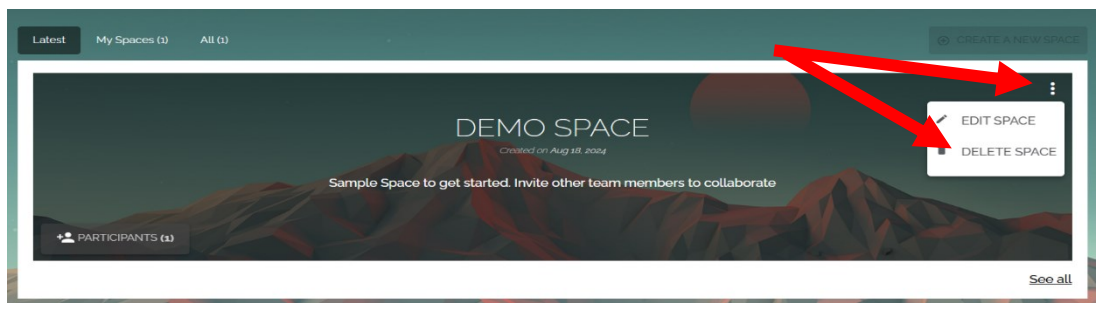 Latest My Spaces (1) All (1) CREATE A NEW SPACE
DEMO SPACE
Created on Aug 18, 2024
Sample Space to get started. Invite other team members to collaborate
EDIT SPACE
DELETE SPACE
PARTICIPANTS (1)
See all